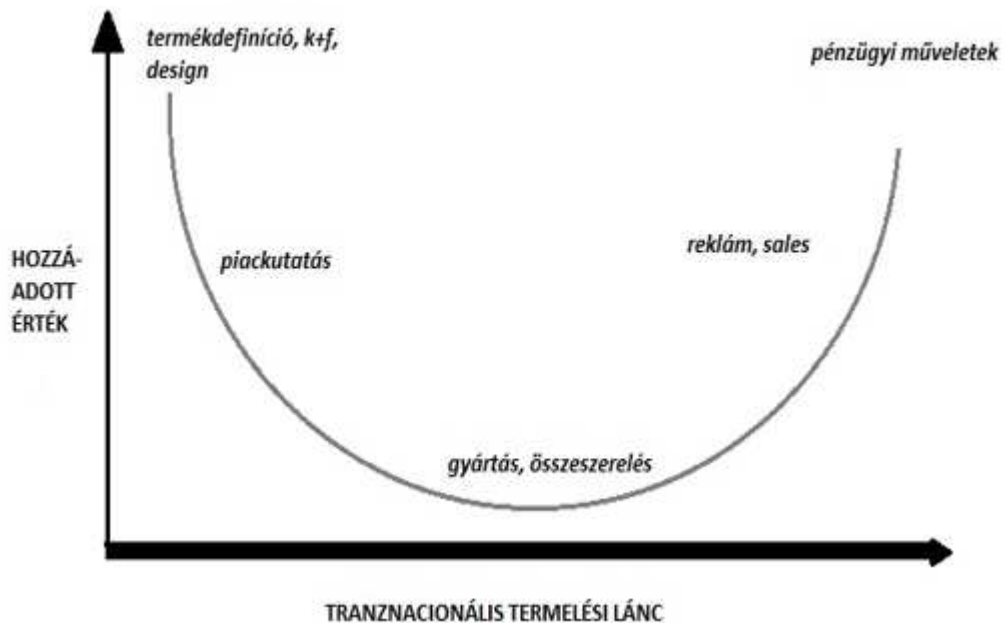 termékdefiníció, k+f,
design
pénzügyi műveletek
HOZZÁ-
ADOTT
ÉRTÉK
piackutatás
reklám, sales
gyártás, összeszerelés
TRANZNACIONÁLIS TERMELÉSI LÁNC